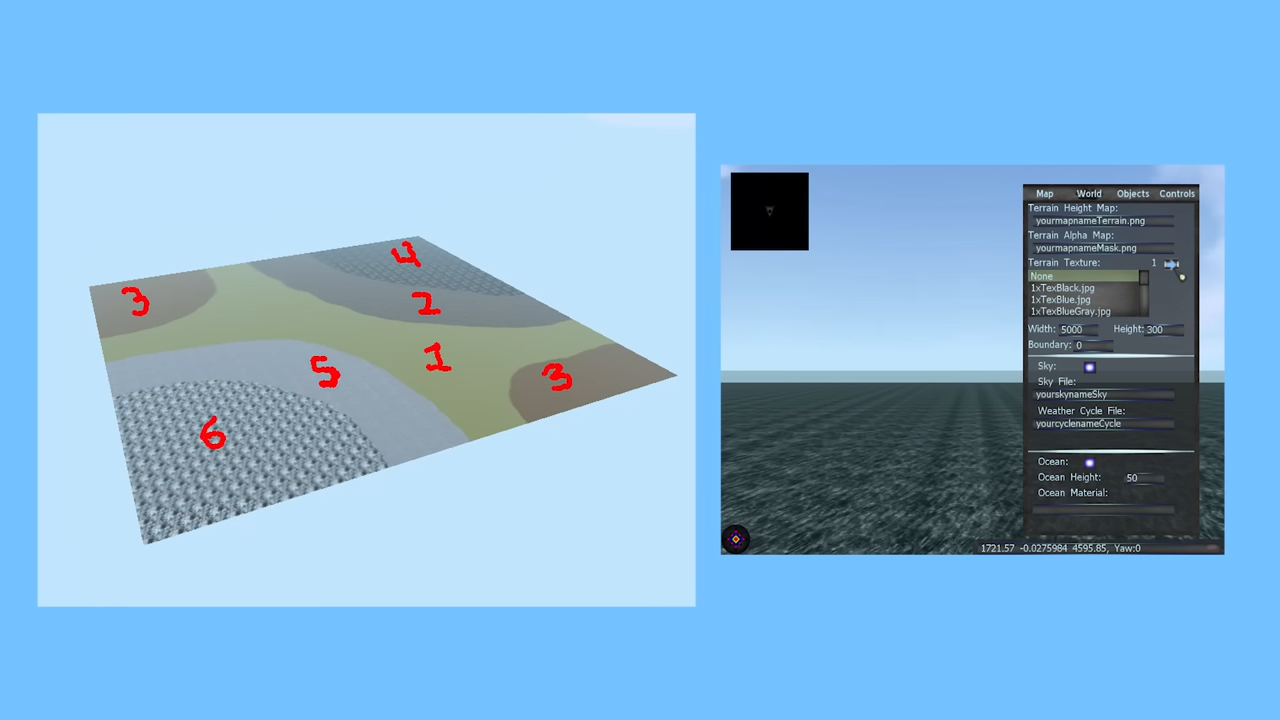 4
3
2
1
5
3
6
Map World Objects Controls
Terrain Height Map:
yourmapnameTerrain.png
Terrain Alpha Map:
yourmapnameMask.png
Terrain Texture: 1
None
1xTexBlack.jpg
1xTexBlue.jpg
1xTexBlueGray.jpg
Width: 5000 Height: 300
Boundary: 0
Sky:
Sky File:
yourskynameSky
Weather Cycle File:
yourcyclenameCycle
Ocean:
Ocean Height: 50
Ocean Material:
1721.57 -0.0275984 4595.85, Yaw:0